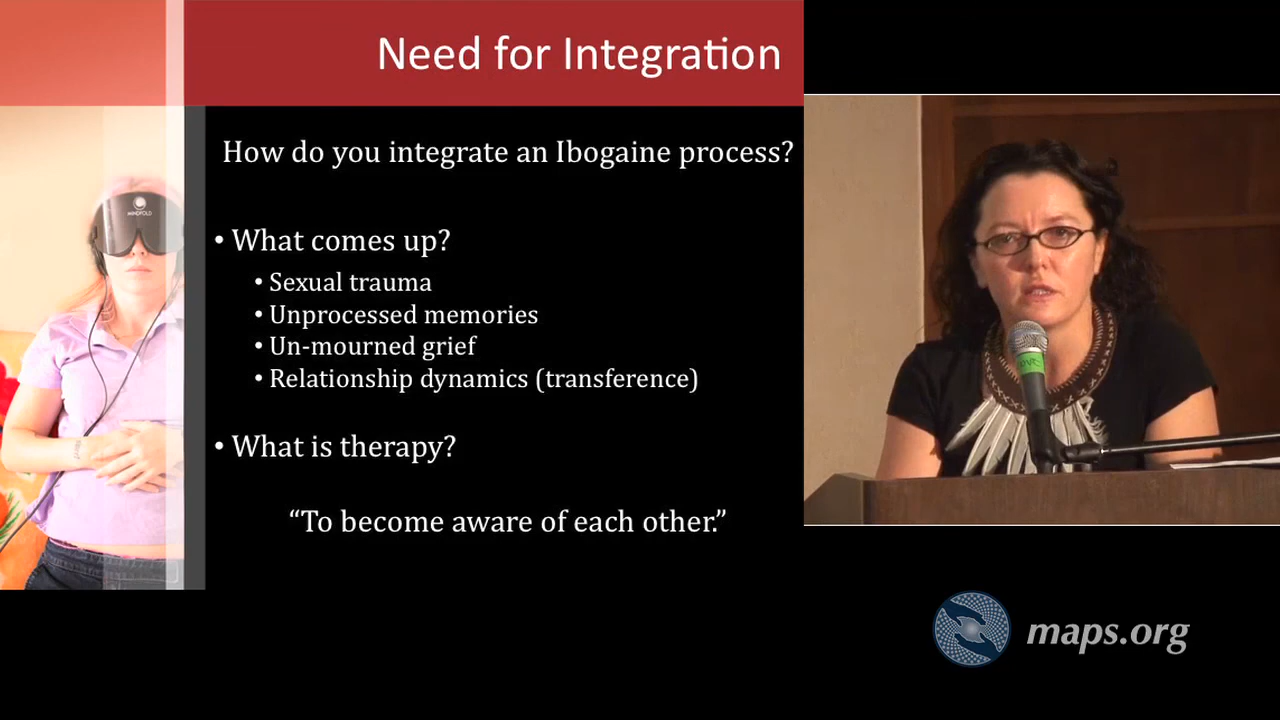 Need for Integration
How do you integrate an Ibogaine process?
• What comes up?
• Sexual trauma
• Unprocessed memories
• Un-mourned grief
• Relationship dynamics (transference)
• What is therapy?
“To become aware of each other.”
MINDFOLD
maps.org